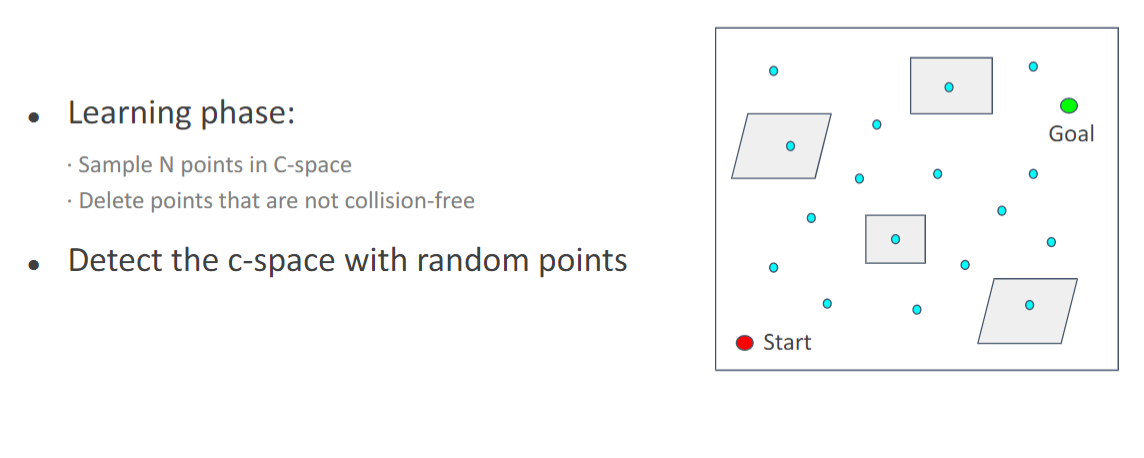 • Learning phase:
· Sample N points in C-space
· Delete points that are not collision-free
• Detect the c-space with random points
Goal
Start